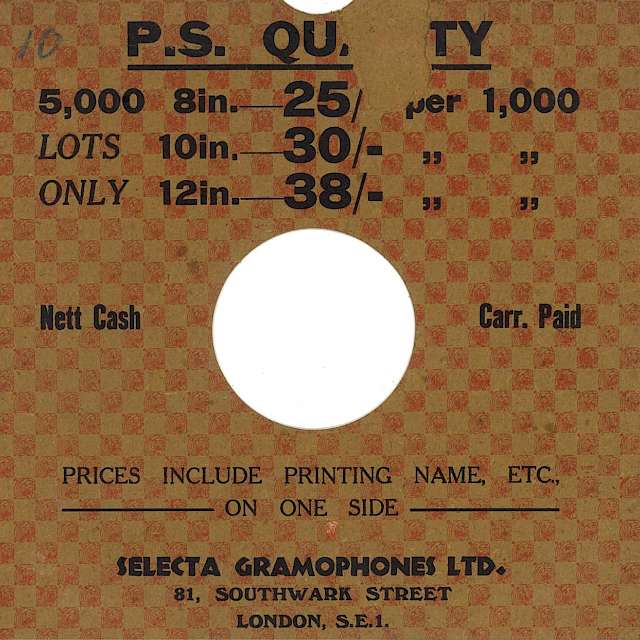 10
P.S. QU TY
5,000 8in.—25/ per 1,000
LOTS 10in.—30/- „ „
ONLY 12in.—38/- „ „
Nett Cash Carr. Paid
PRICES INCLUDE PRINTING NAME, ETC.,
ON ONE SIDE
SELECTA GRAMOPHONES LTD.
81, SOUTHWARK STREET
LONDON, S.E.1.